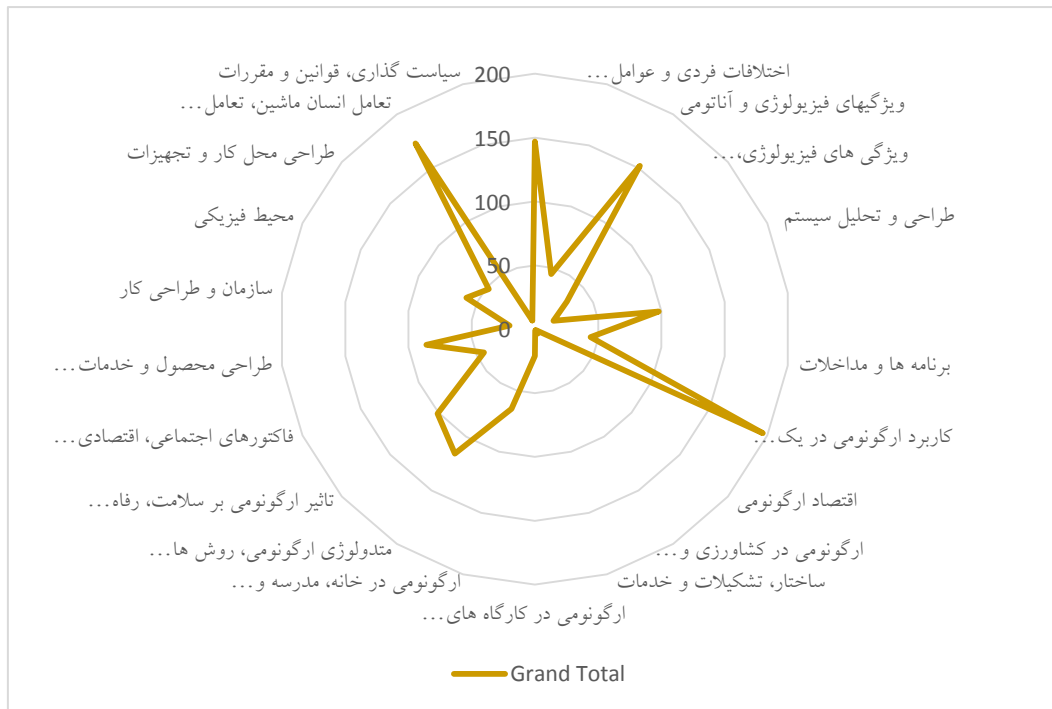 سیاست گذاری، قوانین و مقررات
تعامل انسان ماشین، تعامل...
طراحی محل کار و تجهیزات
محیط فیزیکی
سازمان و طراحی کار
طراحی محصول و خدمات...
فاکتورهای اجتماعی، اقتصادی...
تاثیر ارگونومی بر سلامت، رفاه...
متدولوژی ارگونومی، روش ها...
ارگونومی در خانه، مدرسه و...
ارگونومی در کارگاه های...
200
150
100
50
0
اختلافات فردی و عوامل...
ویژگیهای فیزیولوژی و آناتومی
ویژگی های فیزیولوژی،...
طراحی و تحلیل سیستم
برنامه ها و مداخلات
کاربرد ارگونومی در یک...
اقتصاد ارگونومی
ارگونومی در کشاورزی و...
ساختار، تشکیلات و خدمات
Grand Total